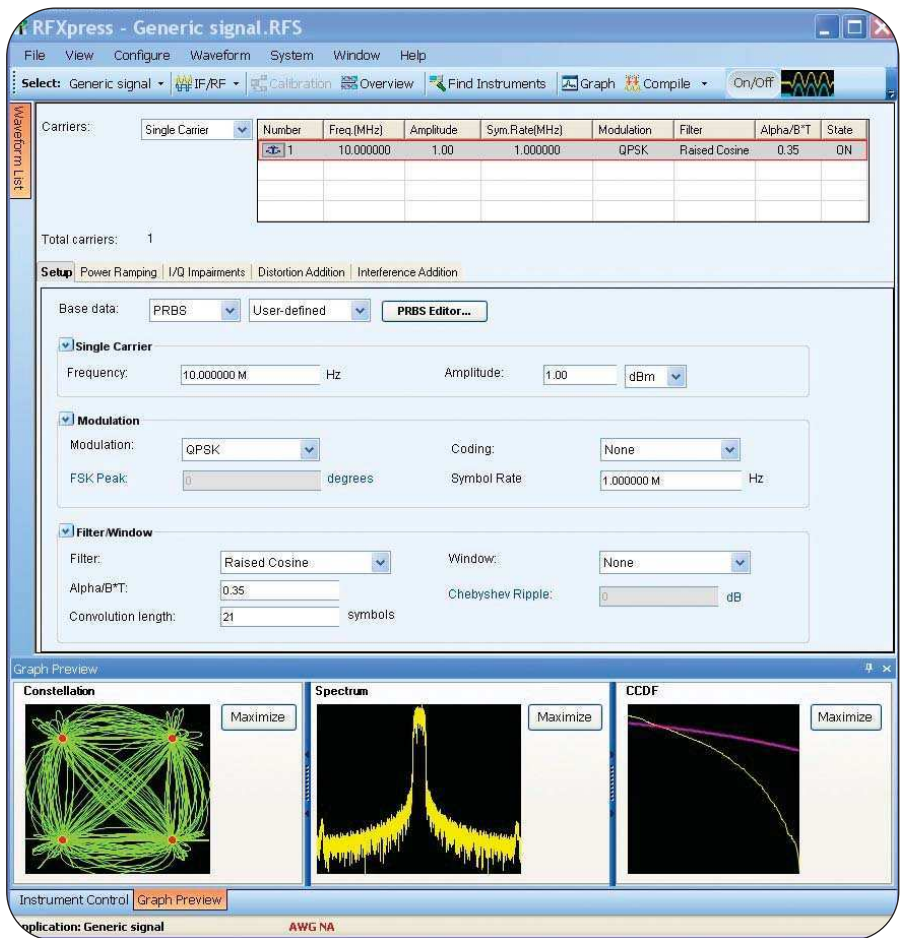 RFXpress - Generic signal.RFS
File View Configure Waveform System Window Help
Select: Generic signal IF/RF Calibration Overview Find Instruments Graph Compile On/Off
Waveform List
Carriers: Single Carrier
Number Freq.(MHz) Amplitude Sym.Rate(MHz) Modulation Filter Alpha/B*T State
1 10.000000 1.00 1.000000 QPSK Raised Cosine 0.35 ON
Total carriers: 1
Setup Power Ramping I/Q Impairments Distortion Addition Interference Addition
Base data: PRBS User-defined PRBS Editor...
Single Carrier
Frequency: 10.000000 M Hz Amplitude: 1.00 dBm
Modulation
Modulation: QPSK Coding: None
FSK Peak: 0 degrees Symbol Rate 1.000000 M Hz
Filter/Window
Filter: Raised Cosine Window: None
Alpha/B*T: 0.35 Chebyshev Ripple: 0 dB
Convolution length: 21 symbols
Graph Preview
Constellation Maximize Spectrum Maximize CCDF Maximize
Instrument Control Graph Preview
pplication: Generic signal AWG NA